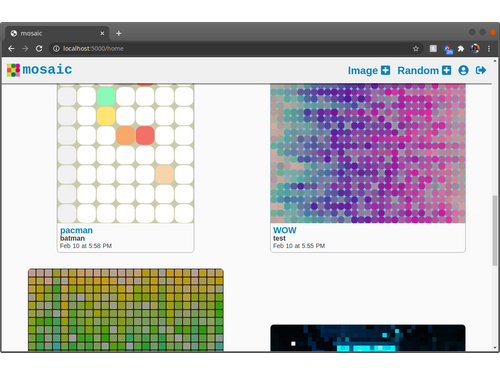 mosaic
localhost:5000/home
mosaic
Image
Random
pacman
batman
Feb 10 at 5:58 PM
WOW
test
Feb 10 at 5:55 PM